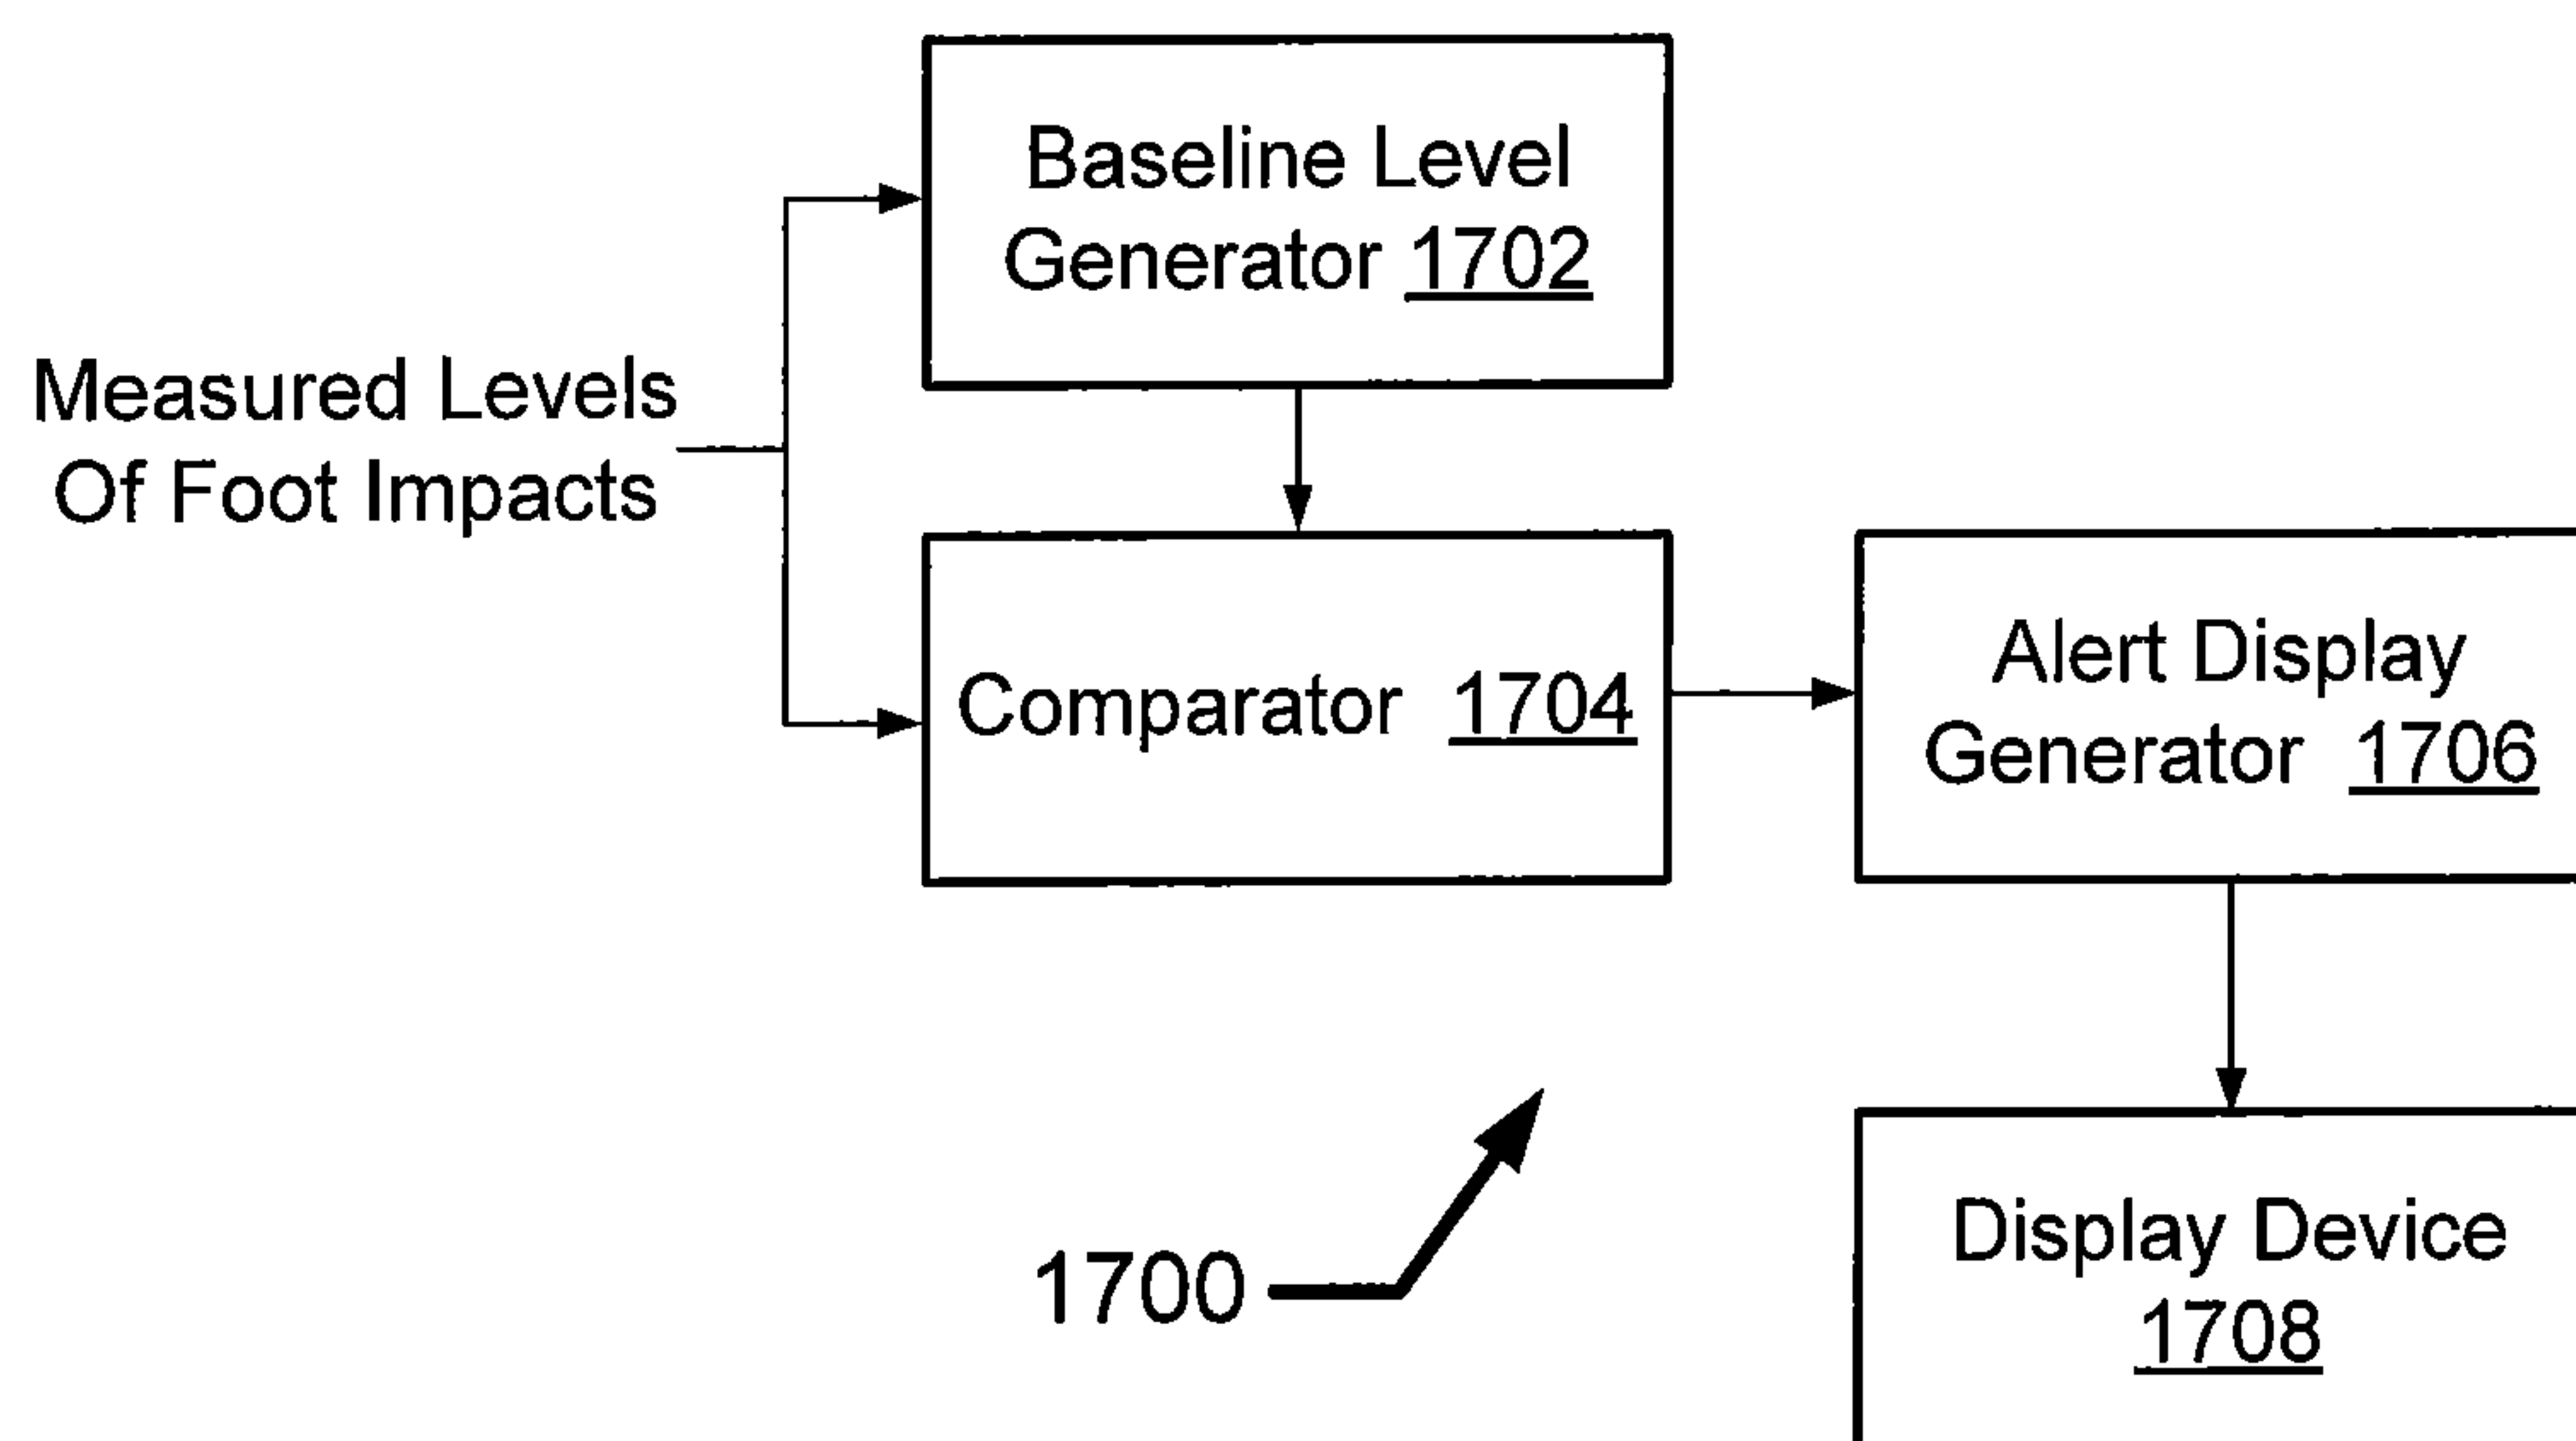 Baseline Level
Generator 1702
Measured Levels
Of Foot Impacts
Comparator 1704
Alert Display
Generator 1706
1700
Display Device
1708